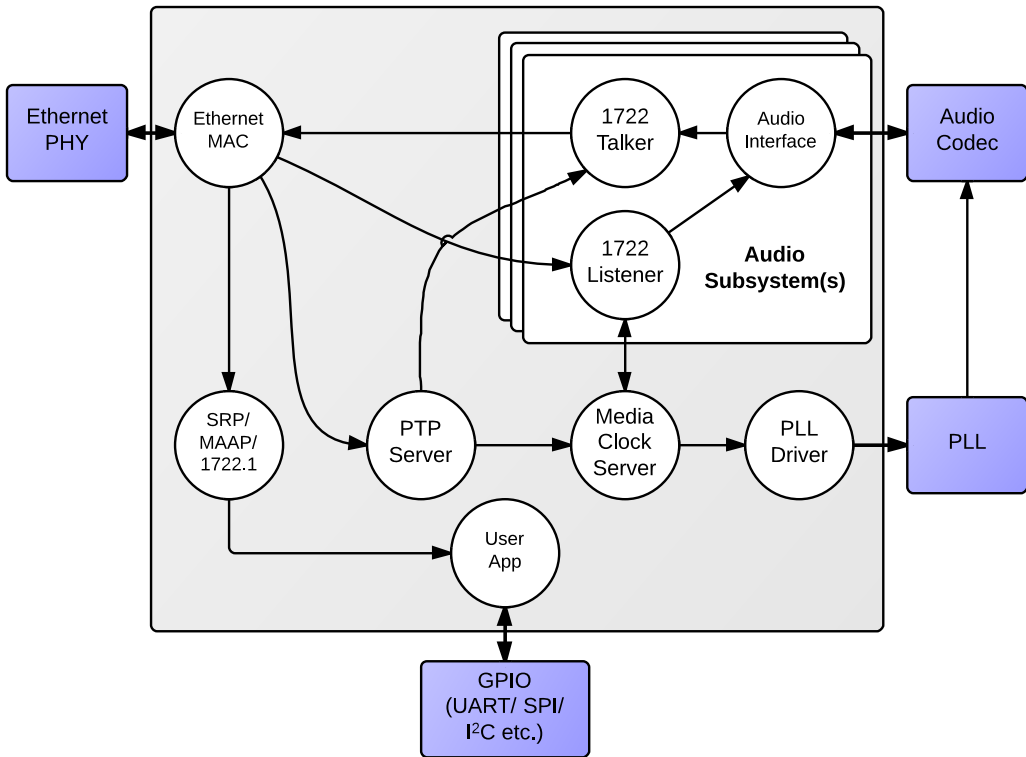 Ethernet
PHY
Ethernet
MAC
1722
Talker
Audio
Interface
Audio
Codec
1722
Listener
Audio
Subsystem(s)
SRP/
MAAP/
1722.1
PTP
Server
Media
Clock
Server
PLL
Driver
PLL
User
App
GPIO
(UART/ SPI/
I²C etc.)